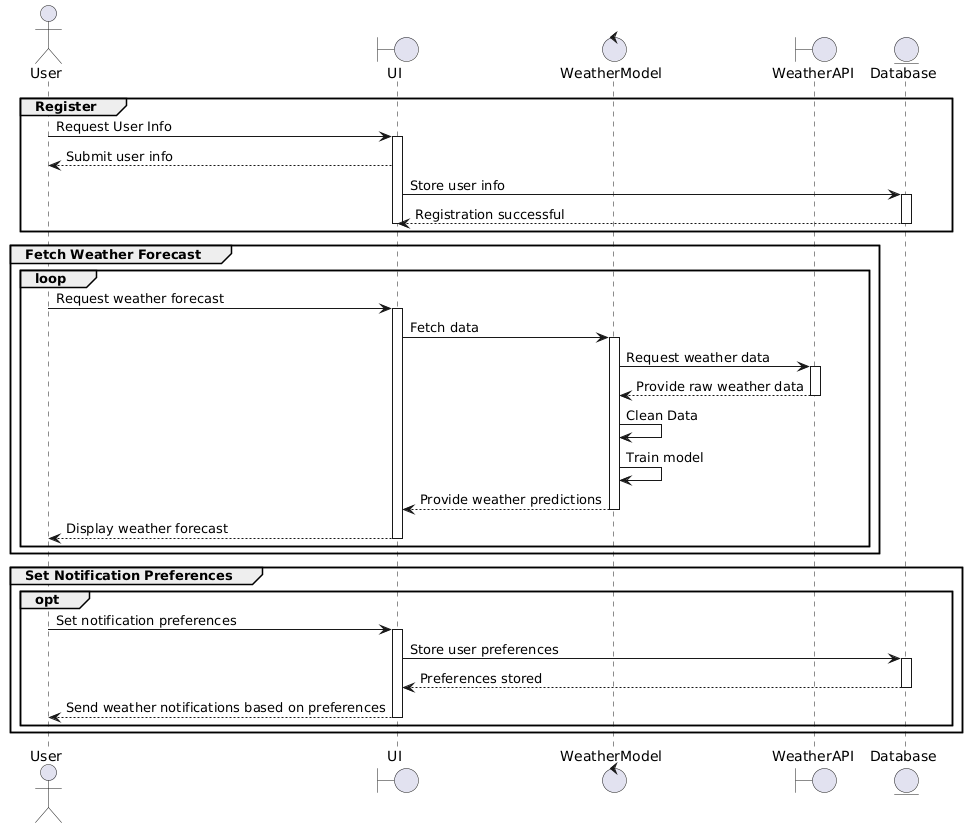 User
UI
WeatherModel
WeatherAPI
Database
Register
Request User Info
Submit user info
Store user info
Registration successful
Fetch Weather Forecast
loop
Request weather forecast
Fetch data
Request weather data
Provide raw weather data
Clean Data
Train model
Provide weather predictions
Display weather forecast
Set Notification Preferences
opt
Set notification preferences
Store user preferences
Preferences stored
Send weather notifications based on preferences
User
UI
WeatherModel
WeatherAPI
Database